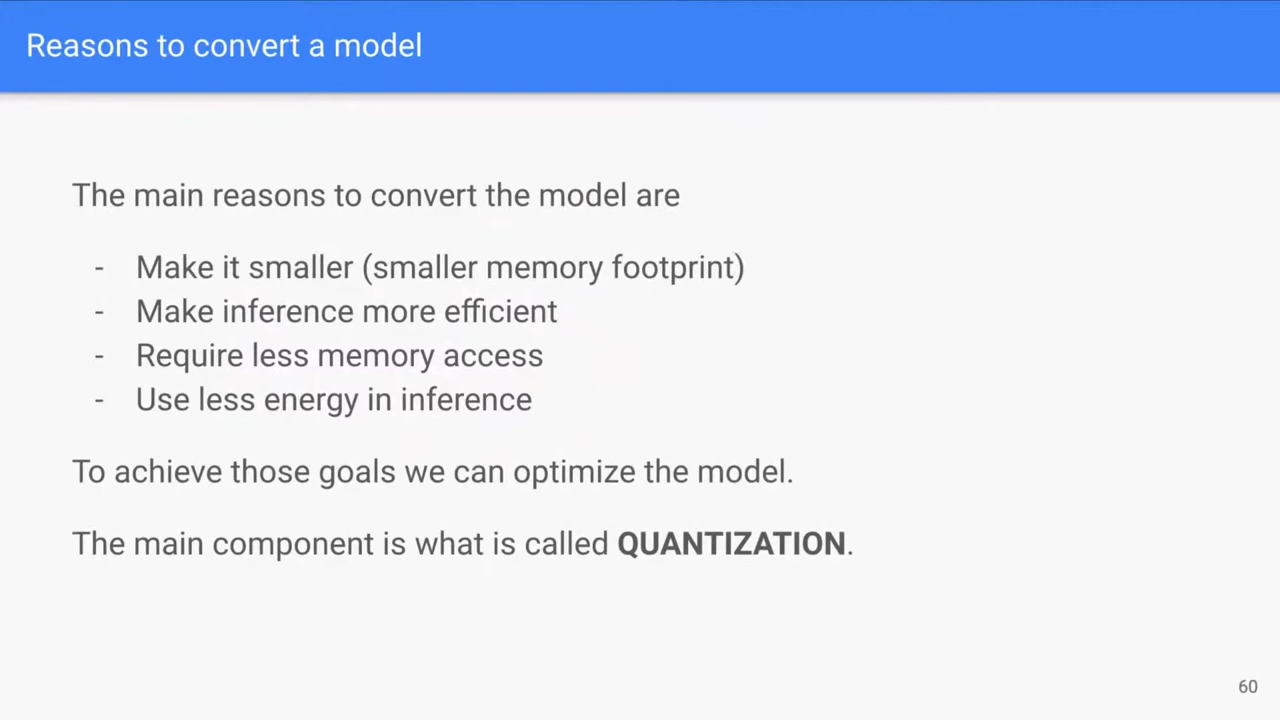 Reasons to convert a model
The main reasons to convert the model are
- Make it smaller (smaller memory footprint)
- Make inference more efficient
- Require less memory access
- Use less energy in inference
To achieve those goals we can optimize the model.
The main component is what is called QUANTIZATION.
60